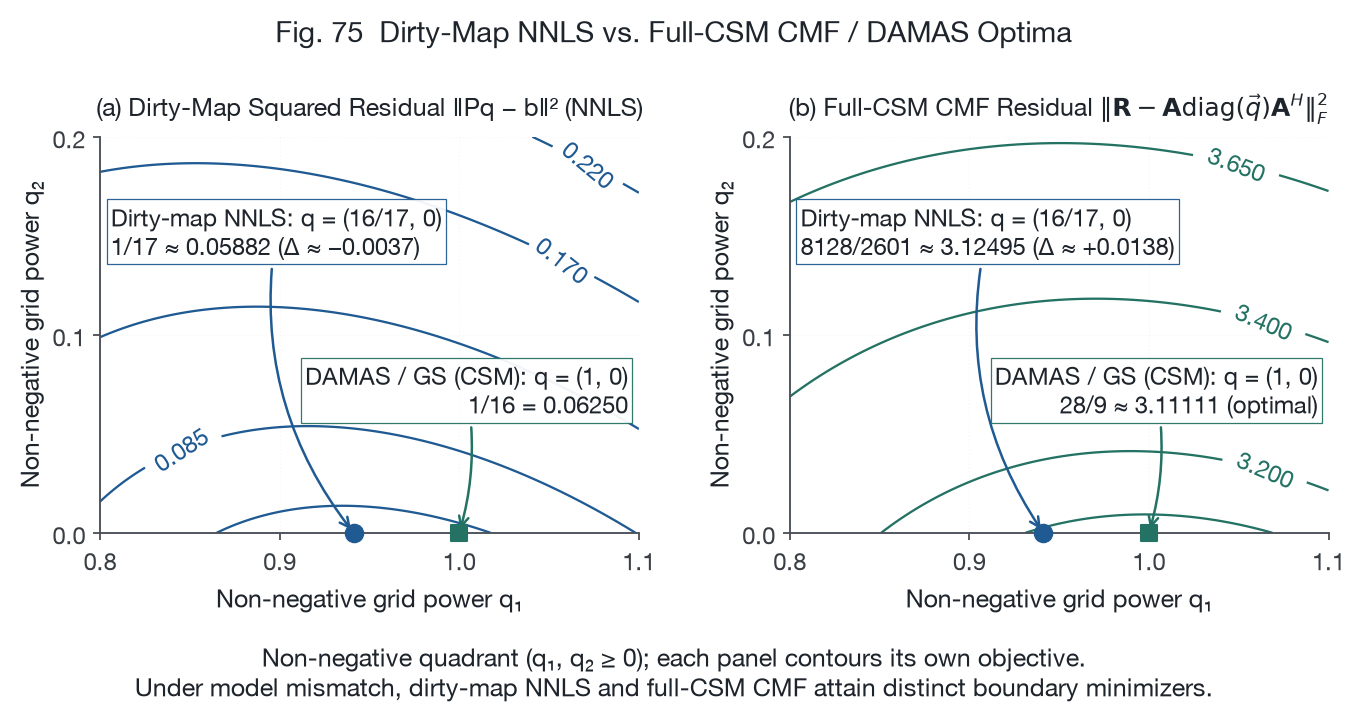 Fig. 75  Dirty-Map NNLS vs. Full-CSM CMF / DAMAS Optima
(a) Dirty-Map Squared Residual ‖Pq − b‖² (NNLS)
Non-negative grid power q₂
0.2
0.1
0.0
0.220
0.170
0.085
Dirty-map NNLS: q = (16/17, 0)
1/17 ≈ 0.05882 (Δ ≈ −0.0037)
DAMAS / GS (CSM): q = (1, 0)
1/16 = 0.06250
0.8
0.9
1.0
1.1
Non-negative grid power q₁
(b) Full-CSM CMF Residual ‖𝐑 − 𝐀diag(q⃗)𝐀ᴴ‖²_F
Non-negative grid power q₂
0.2
0.1
0.0
3.650
3.400
3.200
Dirty-map NNLS: q = (16/17, 0)
8128/2601 ≈ 3.12495 (Δ ≈ +0.0138)
DAMAS / GS (CSM): q = (1, 0)
28/9 ≈ 3.11111 (optimal)
0.8
0.9
1.0
1.1
Non-negative grid power q₁
Non-negative quadrant (q₁, q₂ ≥ 0); each panel contours its own objective.
Under model mismatch, dirty-map NNLS and full-CSM CMF attain distinct boundary minimizers.